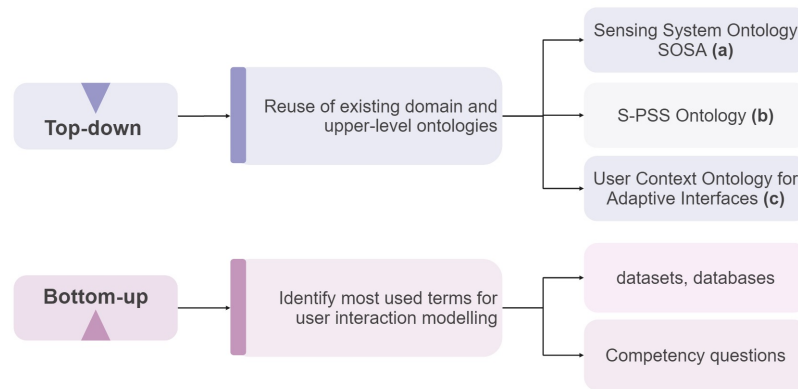 Top-down
Reuse of existing domain and
upper-level ontologies
Sensing System Ontology
SOSA (a)
S-PSS Ontology (b)
User Context Ontology for
Adaptive Interfaces (c)
Bottom-up
Identify most used terms for
user interaction modelling
datasets, databases
Competency questions